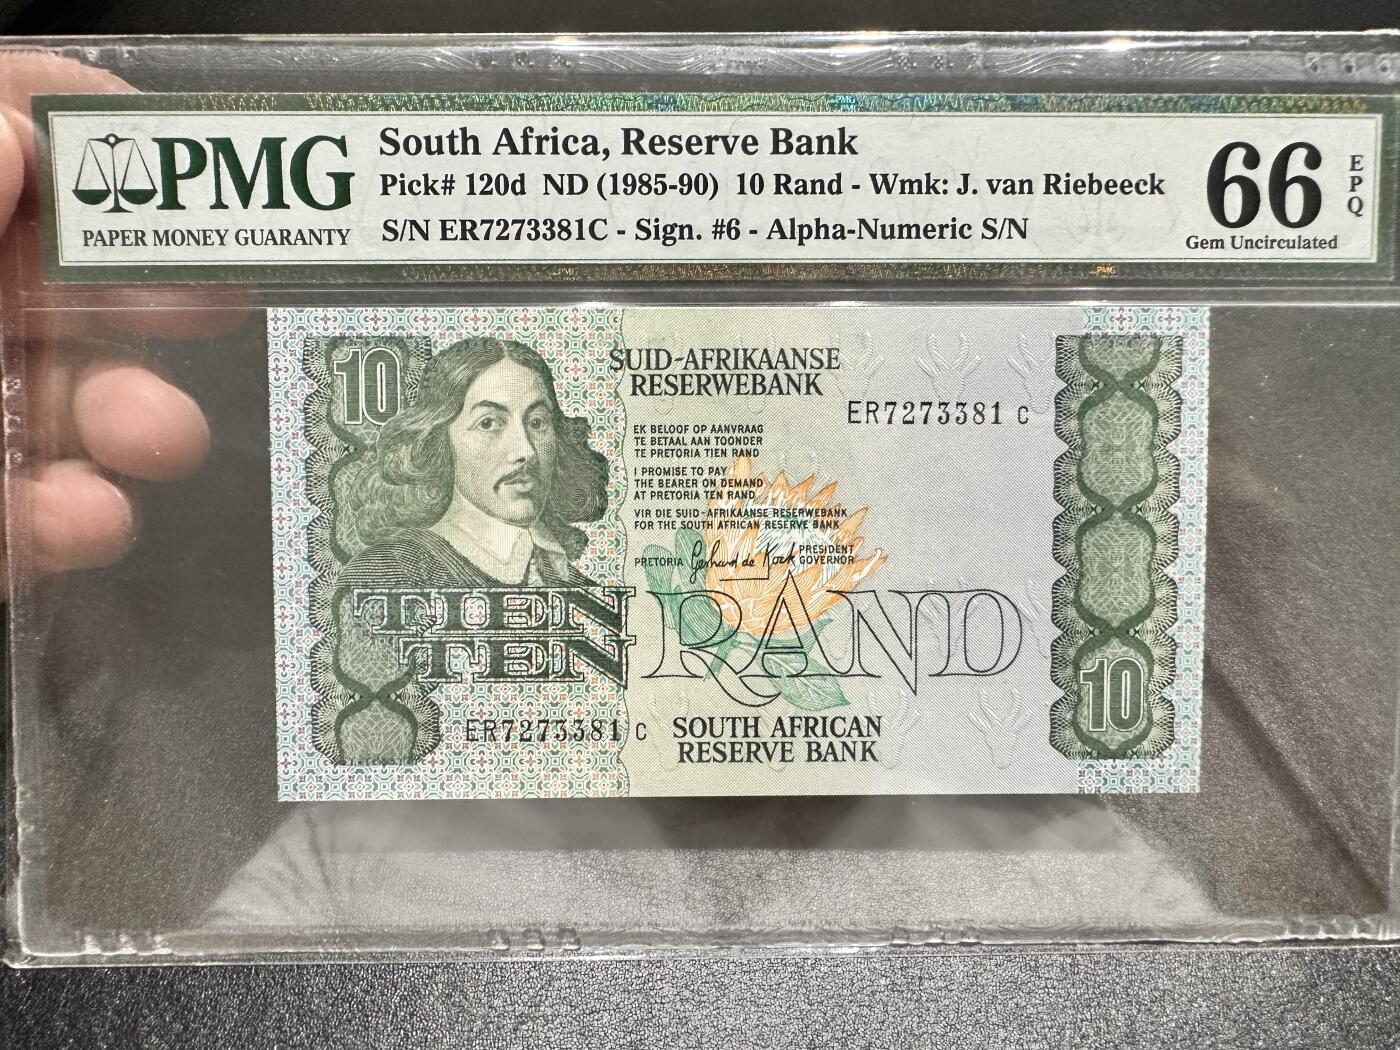 PMG
PAPER MONEY GUARANTY
South Africa, Reserve Bank
Pick# 120d ND (1985-90) 10 Rand - Wmk: J. van Riebeeck
S/N ER7273381C - Sign. #6 - Alpha-Numeric S/N
66
EPQ
Gem Uncirculated
10
SUID-AFRIKAANSE
RESERWEBANK
ER7273381 C
EK BELOOF OP AANVRAAG
TE BETAAL AAN TOONDER
TE PRETORIA TIEN RAND
I PROMISE TO PAY
THE BEARER ON DEMAND
AT PRETORIA TEN RAND
VIR DIE SUID-AFRIKAANSE RESERWEBANK
FOR THE SOUTH AFRICAN RESERVE BANK
PRETORIA Gerhard de Kock PRESIDENT
GOVERNOR
TIEN
TEN
RAND
10
ER7273381 C
SOUTH AFRICAN
RESERVE BANK